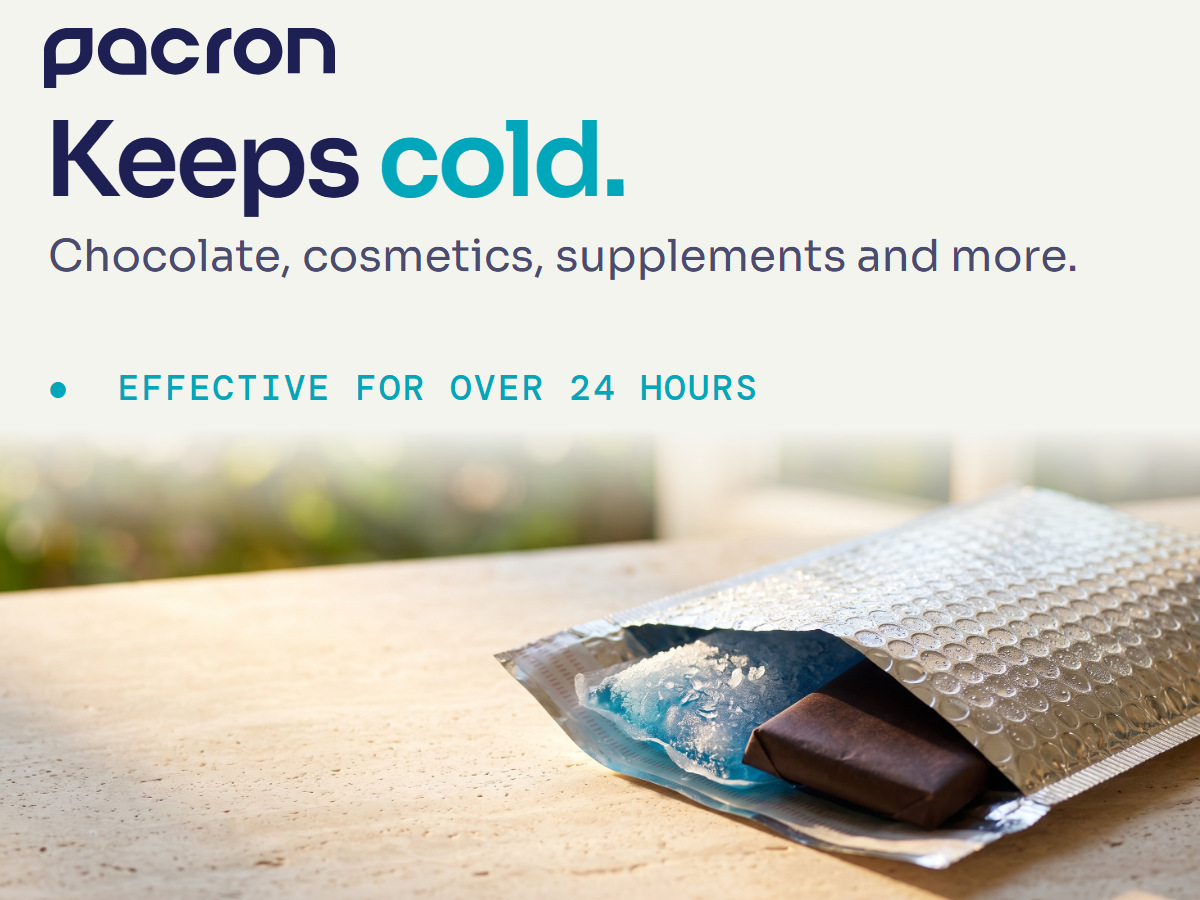 pacron
Keeps cold.
Chocolate, cosmetics, supplements and more.
• EFFECTIVE FOR OVER 24 HOURS